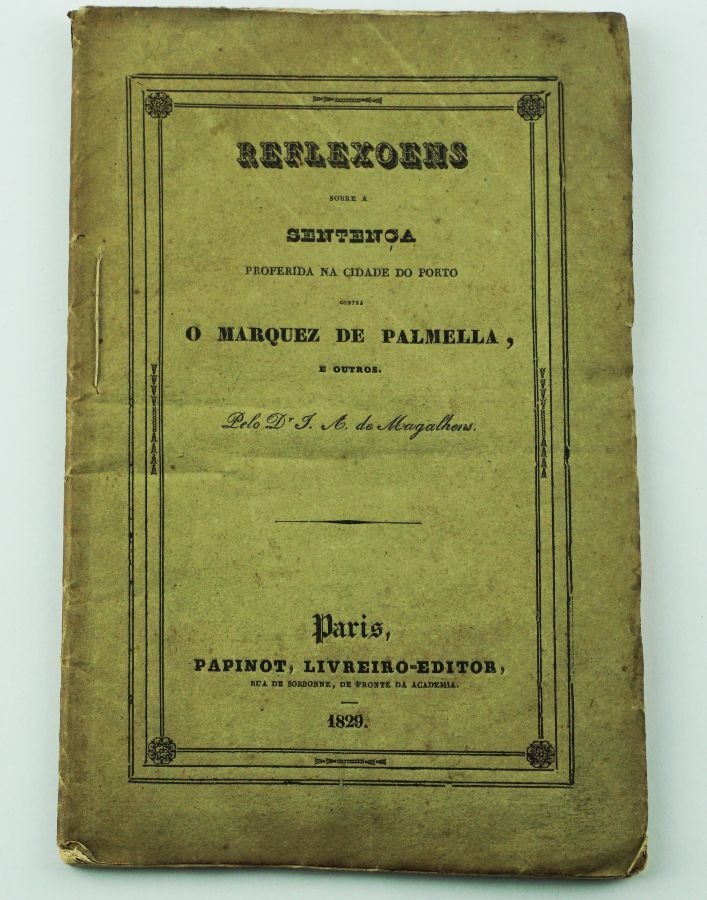 REFLEXOENS
SOBRE A
SENTENÇA
PROFERIDA NA CIDADE DO PORTO
CONTRA
O MARQUEZ DE PALMELLA,
E OUTROS.
Pelo Dr J. A. de Magalhens.
Paris,
PAPINOT, LIVREIRO-EDITOR,
RUA DE SORBONNE, DE FRONTE DA ACADEMIA.
1829.